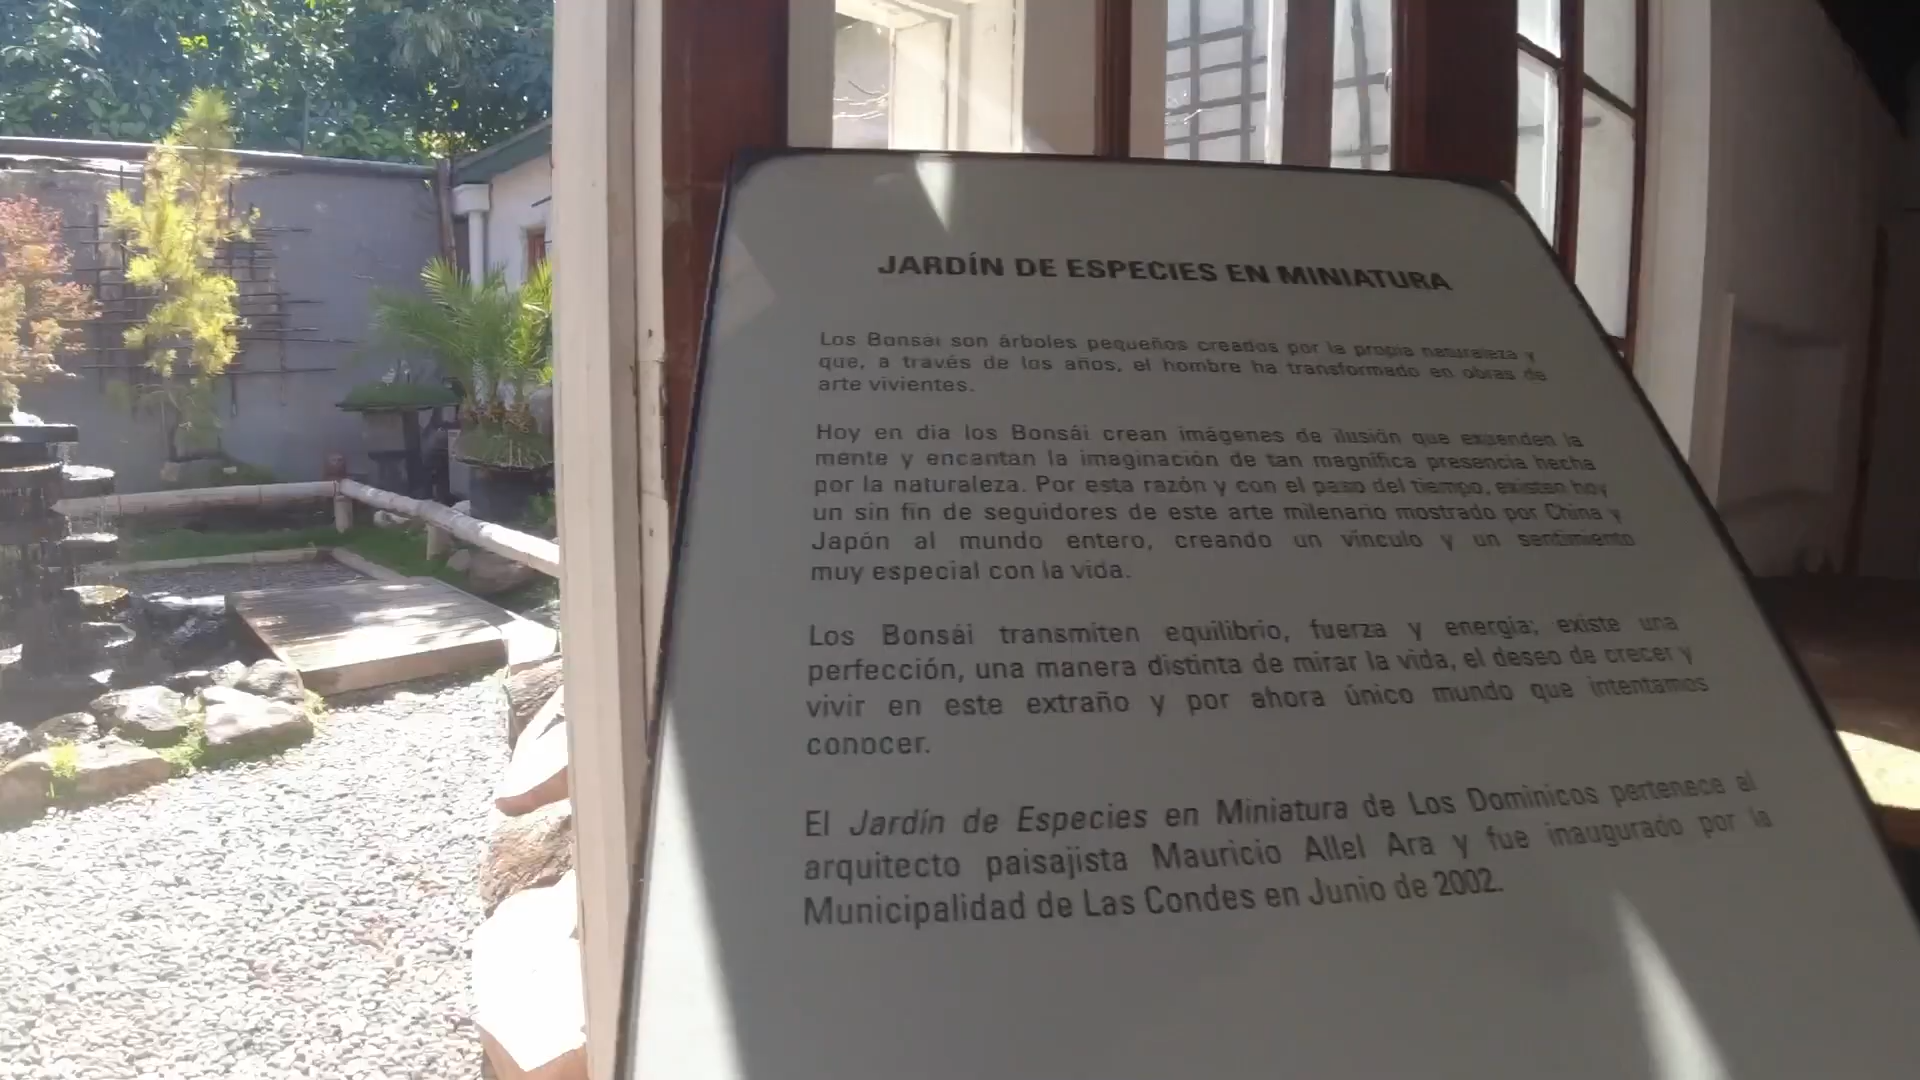 JARDÍN DE ESPECIES EN MINIATURA
Los Bonsái son árboles pequeños creados por la propia naturaleza y
que, a través de los años, el hombre ha transformado en obras de
arte vivientes.
Hoy en dia los Bonsái crean imágenes de ilusión que expanden la
mente y encantan la imaginación de tan magnífica presencia hecha
por la naturaleza. Por esta razón y con el paso del tiempo, existen hoy
un sin fin de seguidores de este arte milenario mostrado por China y
Japón al mundo entero, creando un vínculo y un sentimiento
muy especial con la vida.
Los Bonsái transmiten equilibrio, fuerza y energía; existe una
perfección, una manera distinta de mirar la vida, el deseo de crecer y
vivir en este extraño y por ahora único mundo que intentamos
conocer.
El Jardín de Especies en Miniatura de Los Dominicos pertenece al
arquitecto paisajista Mauricio Allel Ara y fue inaugurado por la
Municipalidad de Las Condes en Junio de 2002.